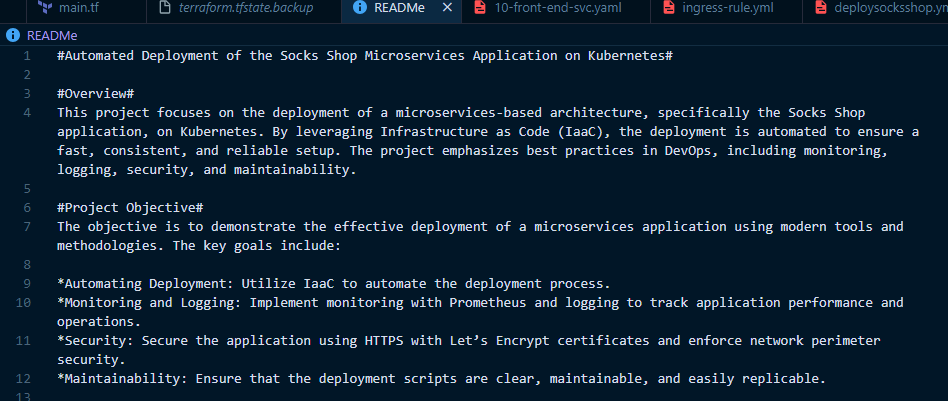 main.tf terraform.tfstate.backup READMe 10-front-end-svc.yaml ingress-rule.yml deploysocksshop.ym
READMe
1 #Automated Deployment of the Socks Shop Microservices Application on Kubernetes#
2
3 #Overview#
4 This project focuses on the deployment of a microservices-based architecture, specifically the Socks Shop
application, on Kubernetes. By leveraging Infrastructure as Code (IaaC), the deployment is automated to ensure a
fast, consistent, and reliable setup. The project emphasizes best practices in DevOps, including monitoring,
logging, security, and maintainability.
5
6 #Project Objective#
7 The objective is to demonstrate the effective deployment of a microservices application using modern tools and
methodologies. The key goals include:
8
9 *Automating Deployment: Utilize IaaC to automate the deployment process.
10 *Monitoring and Logging: Implement monitoring with Prometheus and logging to track application performance and
operations.
11 *Security: Secure the application using HTTPS with Let’s Encrypt certificates and enforce network perimeter
security.
12 *Maintainability: Ensure that the deployment scripts are clear, maintainable, and easily replicable.
13